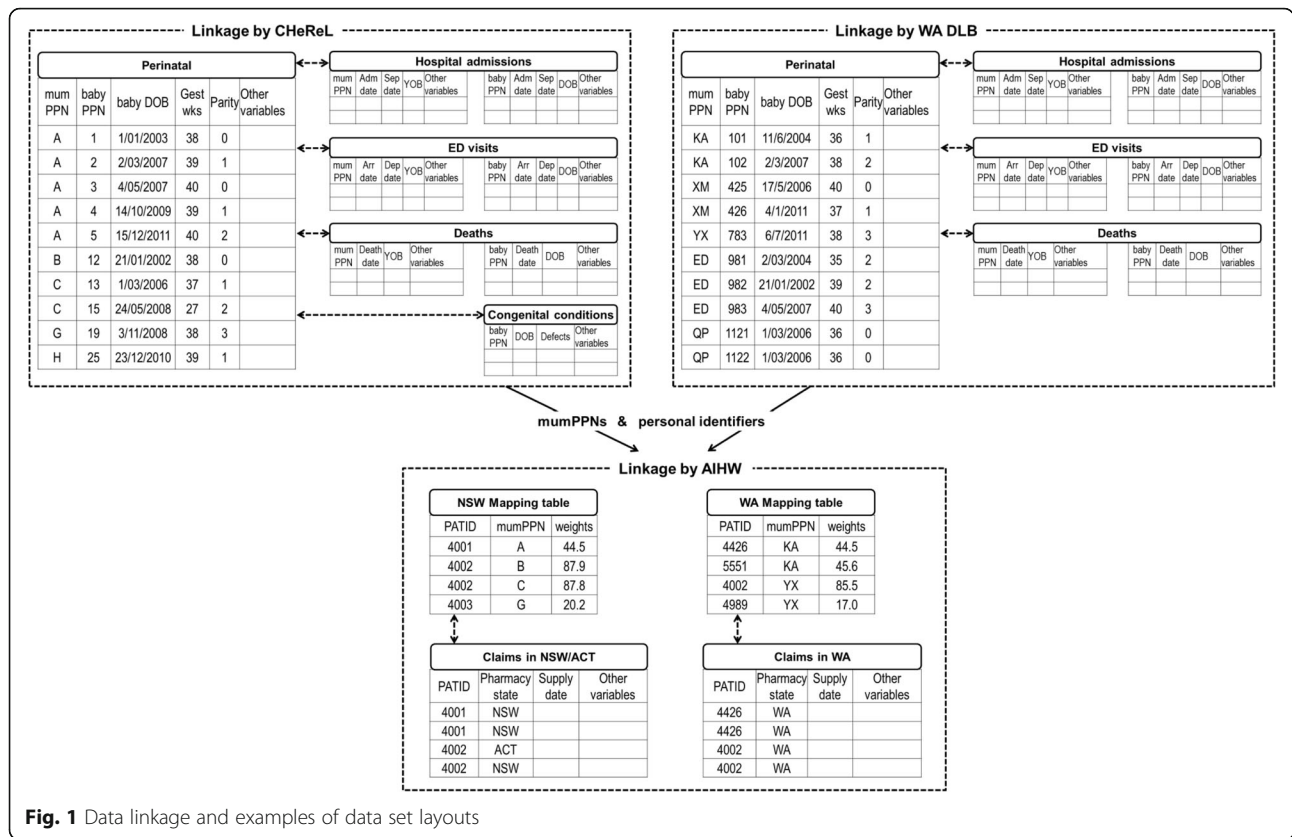 Linkage by CHeReL
Perinatal
mum PPN baby PPN baby DOB Gest wks Parity Other variables
A 1 1/01/2003 38 0
A 2 2/03/2007 39 1
A 3 4/05/2007 40 0
A 4 14/10/2009 39 1
A 5 15/12/2011 40 2
B 12 21/01/2002 38 0
C 13 1/03/2006 37 1
C 15 24/05/2008 27 2
G 19 3/11/2008 38 3
H 25 23/12/2010 39 1
Hospital admissions
mum PPN Adm date Sep date YOB Other variables
baby PPN Adm date Sep date DOB Other variables
ED visits
mum PPN Arr date Dep date YOB Other variables
baby PPN Arr date Dep date DOB Other variables
Deaths
mum PPN Death date YOB Other variables
baby PPN Death date DOB Other variables
Congenital conditions
baby PPN DOB Defects Other variables
Linkage by WA DLB
Perinatal
mum PPN baby PPN baby DOB Gest wks Parity Other variables
KA 101 11/6/2004 36 1
KA 102 2/3/2007 38 2
XM 425 17/5/2006 40 0
XM 426 4/1/2011 37 1
YX 783 6/7/2011 38 3
ED 981 2/03/2004 35 2
ED 982 21/01/2002 39 2
ED 983 4/05/2007 40 3
QP 1121 1/03/2006 36 0
QP 1122 1/03/2006 36 0
Hospital admissions
mum PPN Adm date Sep date YOB Other variables
baby PPN Adm date Sep date DOB Other variables
ED visits
mum PPN Arr date Dep date YOB Other variables
baby PPN Arr date Dep date DOB Other variables
Deaths
mum PPN Death date YOB Other variables
baby PPN Death date DOB Other variables
mumPPNs & personal identifiers
Linkage by AIHW
NSW Mapping table
PATID mumPPN weights
4001 A 44.5
4002 B 87.9
4002 C 87.8
4003 G 20.2
WA Mapping table
PATID mumPPN weights
4426 KA 44.5
5551 KA 45.6
4002 YX 85.5
4989 YX 17.0
Claims in NSW/ACT
PATID Pharmacy state Supply date Other variables
4001 NSW
4001 NSW
4002 ACT
4002 NSW
Claims in WA
PATID Pharmacy state Supply date Other variables
4426 WA
4426 WA
4002 WA
4002 WA
Fig. 1 Data linkage and examples of data set layouts